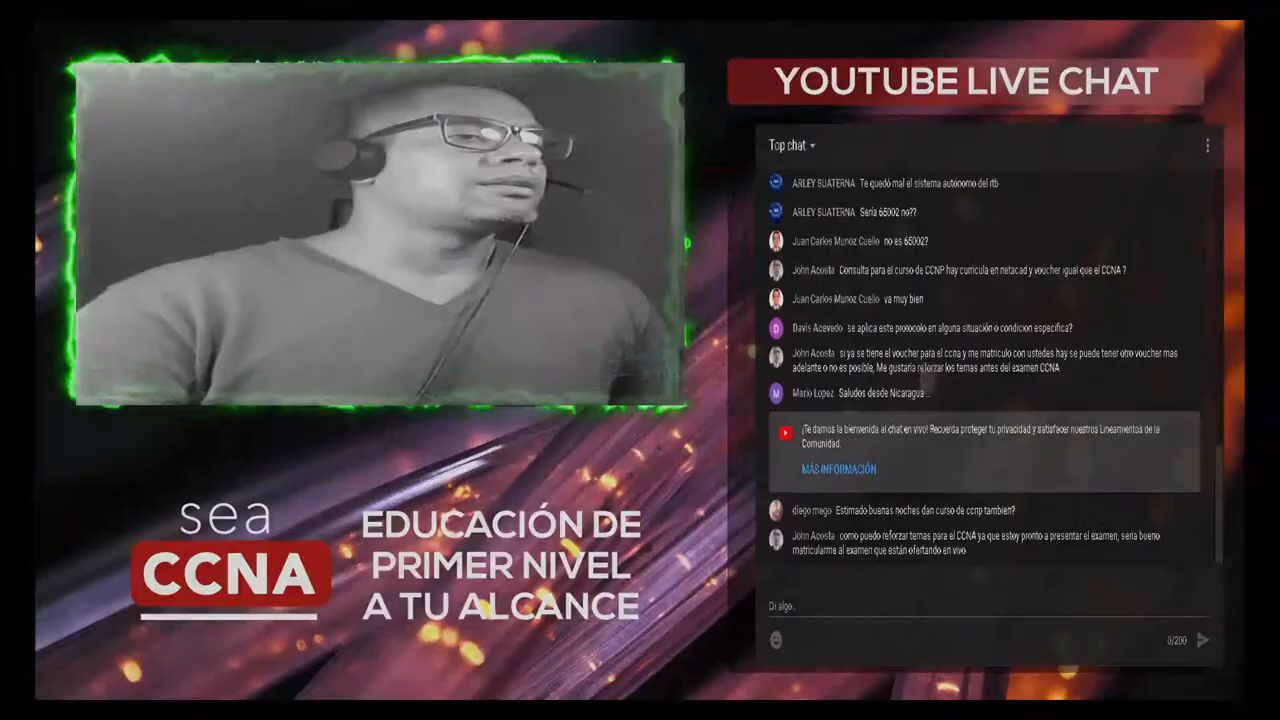 YOUTUBE LIVE CHAT
Top chat
ARLEY SUATERNA Te quedó mal el sistema autónomo del rtb
ARLEY SUATERNA Sería 65002 no??
Juan Carlos Munoz Cuello no es 65002?
John Acosta Consulta para el curso de CCNP hay curricula en netacad y voucher igual que el CCNA ?
Juan Carlos Munoz Cuello va muy bien
D
Davis Acevedo se aplica este protocolo en alguna situación o condicion especifica?
John Acosta si ya se tiene el voucher para el ccna y me matriculo con ustedes hay se puede tener otro voucher mas
adelante o no es posible, Me gustaria reforzar los temas antes del examen CCNA
M
Mario Lopez Saludos desde Nicaragua ..
¡Te damos la bienvenida al chat en vivo! Recuerda proteger tu privacidad y satisfacer nuestros Lineamientos de la
Comunidad.
MÁS INFORMACIÓN
diego mego Estimado buenas noches dan curso de ccnp tambien?
John Acosta como puedo reforzar temas para el CCNA ya que estoy pronto a presentar el examen, seria bueno
matricularme al examen que están ofertando en vivo
Di algo...
0/200
sea
CCNA
EDUCACIÓN DE
PRIMER NIVEL
A TU ALCANCE